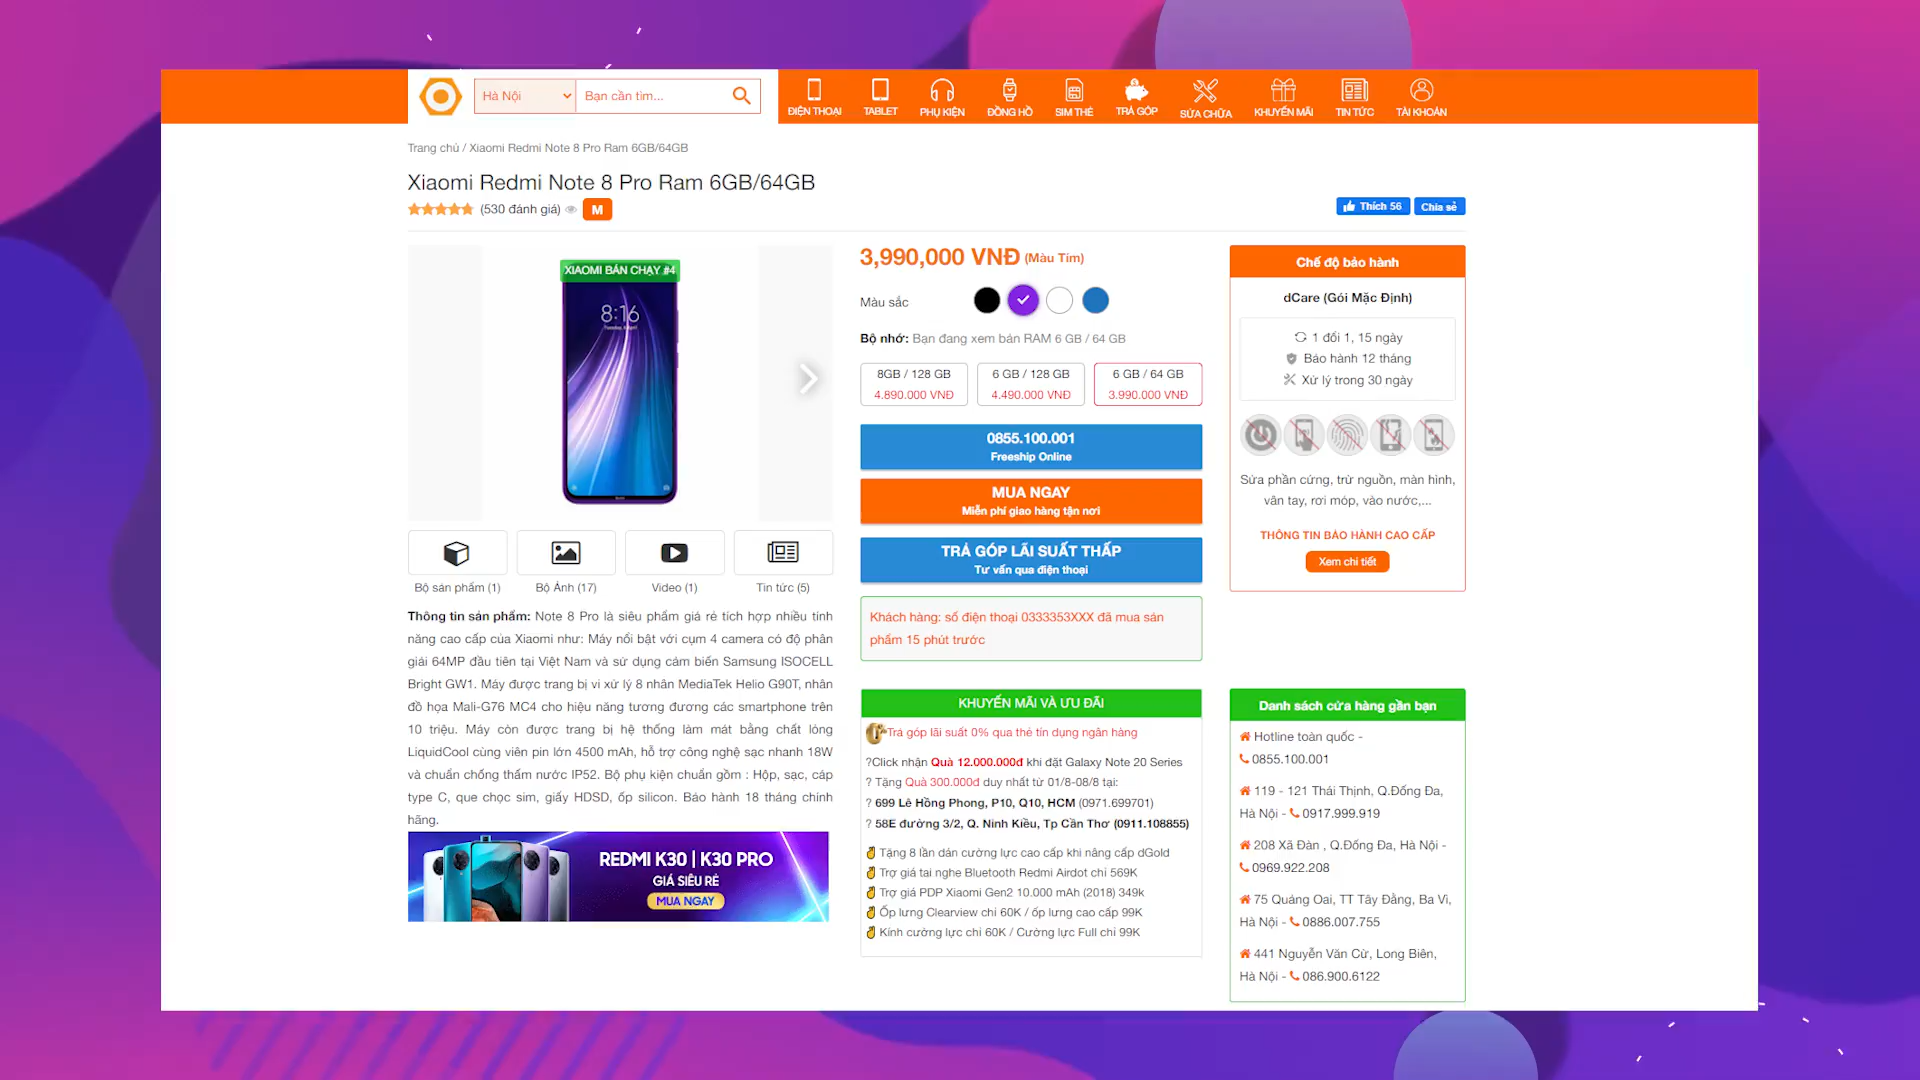 Hà Nội
Bạn cần tìm...
ĐIỆN THOẠI
TABLET
PHỤ KIỆN
ĐỒNG HỒ
SIM THẺ
TRẢ GÓP
SỬA CHỮA
KHUYẾN MÃI
TIN TỨC
TÀI KHOẢN
Trang chủ / Xiaomi Redmi Note 8 Pro Ram 6GB/64GB
Xiaomi Redmi Note 8 Pro Ram 6GB/64GB
(530 đánh giá)
M
Thích 56
Chia sẻ
XIAOMI BÁN CHẠY #4
8:16
Bộ sản phẩm (1)
Bộ Ảnh (17)
Video (1)
Tin tức (5)
Thông tin sản phẩm: Note 8 Pro là siêu phẩm giá rẻ tích hợp nhiều tính
năng cao cấp của Xiaomi như: Máy nổi bật với cụm 4 camera có độ phân
giải 64MP đầu tiên tại Việt Nam và sử dụng cảm biến Samsung ISOCELL
Bright GW1. Máy được trang bị vi xử lý 8 nhân MediaTek Helio G90T, nhân
đồ họa Mali-G76 MC4 cho hiệu năng tương đương các smartphone trên
10 triệu. Máy còn được trang bị hệ thống làm mát bằng chất lỏng
LiquidCool cùng viên pin lớn 4500 mAh, hỗ trợ công nghệ sạc nhanh 18W
và chuẩn chống thấm nước IP52. Bộ phụ kiện chuẩn gồm : Hộp, sạc, cáp
type C, que chọc sim, giấy HDSD, ốp silicon. Bảo hành 18 tháng chính
hãng.
REDMI K30 | K30 PRO
GIÁ SIÊU RẺ
MUA NGAY
3,990,000 VNĐ (Màu Tím)
Màu sắc
Bộ nhớ: Bạn đang xem bản RAM 6 GB / 64 GB
8GB / 128 GB
4.890.000 VNĐ
6 GB / 128 GB
4.490.000 VNĐ
6 GB / 64 GB
3.990.000 VNĐ
0855.100.001
Freeship Online
MUA NGAY
Miễn phí giao hàng tận nơi
TRẢ GÓP LÃI SUẤT THẤP
Tư vấn qua điện thoại
Khách hàng: số điện thoại 0333353XXX đã mua sản
phẩm 15 phút trước
KHUYẾN MÃI VÀ ƯU ĐÃI
Trả góp lãi suất 0% qua thẻ tín dụng ngân hàng
?Click nhận Quà 12.000.000đ khi đặt Galaxy Note 20 Series
? Tặng Quà 300.000đ duy nhất từ 01/8-08/8 tại:
? 699 Lê Hồng Phong, P10, Q10, HCM (0971.699701)
? 58E đường 3/2, Q. Ninh Kiều, Tp Cần Thơ (0911.108855)
Tặng 8 lần dán cường lực cao cấp khi nâng cấp dGold
Trợ giá tai nghe Bluetooth Redmi Airdot chỉ 569K
Trợ giá PDP Xiaomi Gen2 10.000 mAh (2018) 349k
Ốp lưng Clearview chỉ 60K / ốp lưng cao cấp 99K
Kính cường lực chỉ 60K / Cường lực Full chỉ 99K
Chế độ bảo hành
dCare (Gói Mặc Định)
1 đổi 1, 15 ngày
Bảo hành 12 tháng
Xử lý trong 30 ngày
Sửa phần cứng, trừ nguồn, màn hình,
vân tay, rơi móp, vào nước,...
THÔNG TIN BẢO HÀNH CAO CẤP
Xem chi tiết
Danh sách cửa hàng gần bạn
Hotline toàn quốc -
0855.100.001
119 - 121 Thái Thịnh, Q.Đống Đa,
Hà Nội - 0917.999.919
208 Xã Đàn , Q.Đống Đa, Hà Nội -
0969.922.208
75 Quảng Oai, TT Tây Đằng, Ba Vì,
Hà Nội - 0886.007.755
441 Nguyễn Văn Cừ, Long Biên,
Hà Nội - 086.900.6122